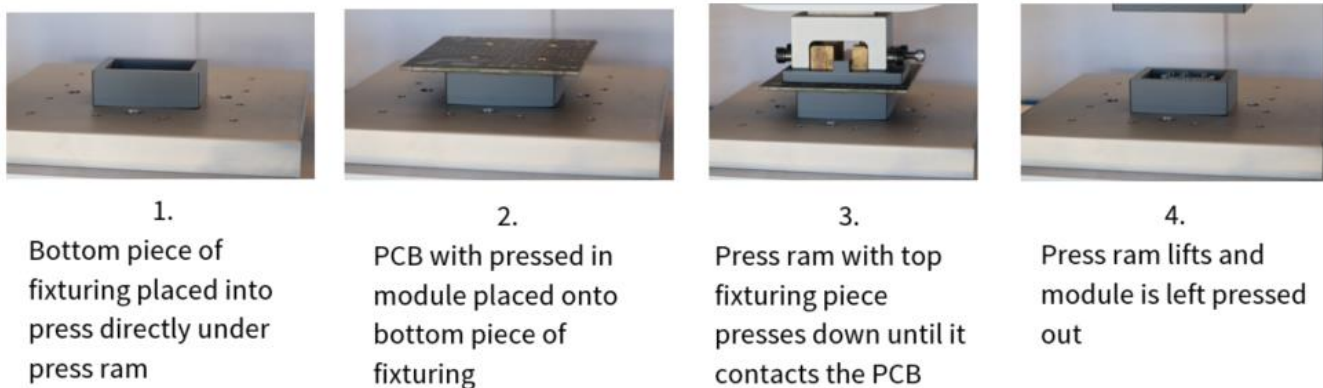 1.
Bottom piece of
fixturing placed into
press directly under
press ram
2.
PCB with pressed in
module placed onto
bottom piece of
fixturing
3.
Press ram with top
fixturing piece
presses down until it
contacts the PCB
4.
Press ram lifts and
module is left pressed
out